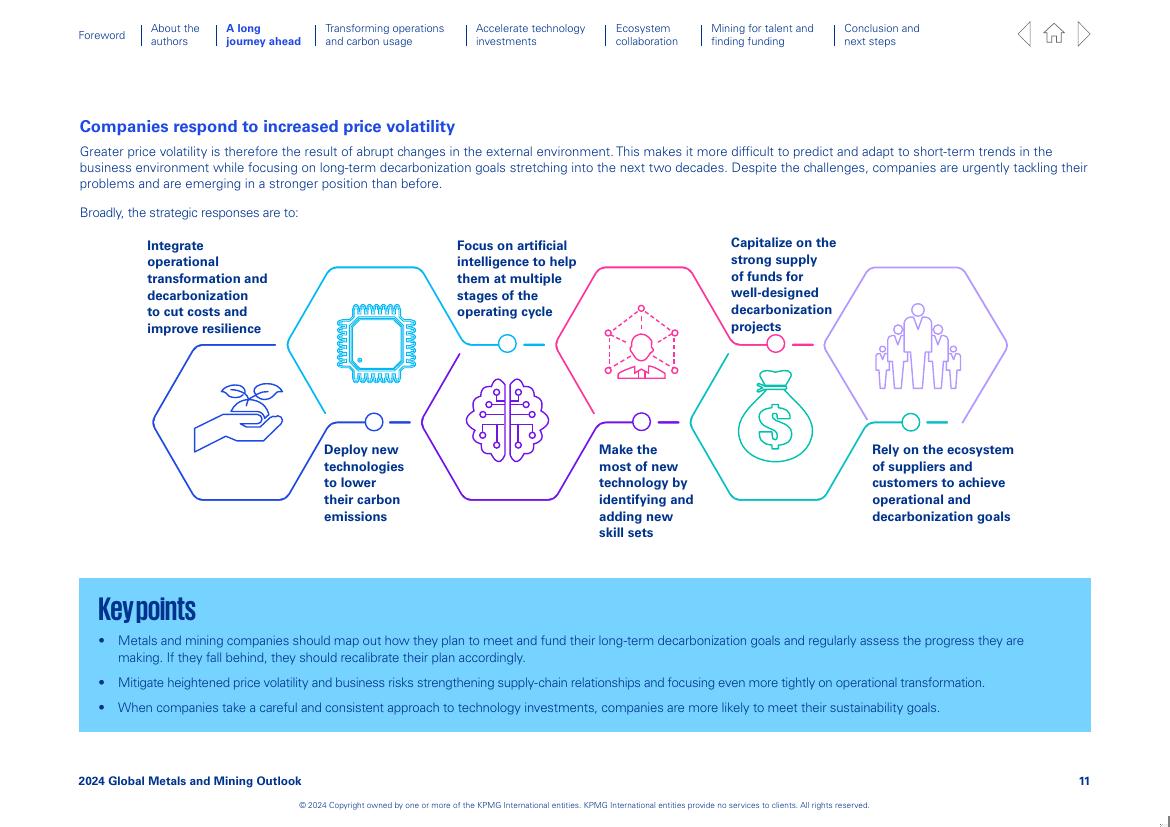 Foreword
About the
authors
A long
journey ahead
Transforming operations
and carbon usage
Accelerate technology
investments
Ecosystem
collaboration
Mining for talent and
finding funding
Conclusion and
next steps
Companies respond to increased price volatility
Greater price volatility is therefore the result of abrupt changes in the external environment. This makes it more difficult to predict and adapt to short-term trends in the
business environment while focusing on long-term decarbonization goals stretching into the next two decades. Despite the challenges, companies are urgently tackling their
problems and are emerging in a stronger position than before.
Broadly, the strategic responses are to:
Integrate
operational
transformation and
decarbonization
to cut costs and
improve resilience
Deploy new
technologies
to lower
their carbon
emissions
Focus on artificial
intelligence to help
them at multiple
stages of the
operating cycle
Make the
most of new
technology by
identifying and
adding new
skill sets
Capitalize on the
strong supply
of funds for
well-designed
decarbonization
projects
$
Rely on the ecosystem
of suppliers and
customers to achieve
operational and
decarbonization goals
Key points
• Metals and mining companies should map out how they plan to meet and fund their long-term decarbonization goals and regularly assess the progress they are
making. If they fall behind, they should recalibrate their plan accordingly.
• Mitigate heightened price volatility and business risks strengthening supply-chain relationships and focusing even more tightly on operational transformation.
• When companies take a careful and consistent approach to technology investments, companies are more likely to meet their sustainability goals.
2024 Global Metals and Mining Outlook
11
© 2024 Copyright owned by one or more of the KPMG International entities. KPMG International entities provide no services to clients. All rights reserved.